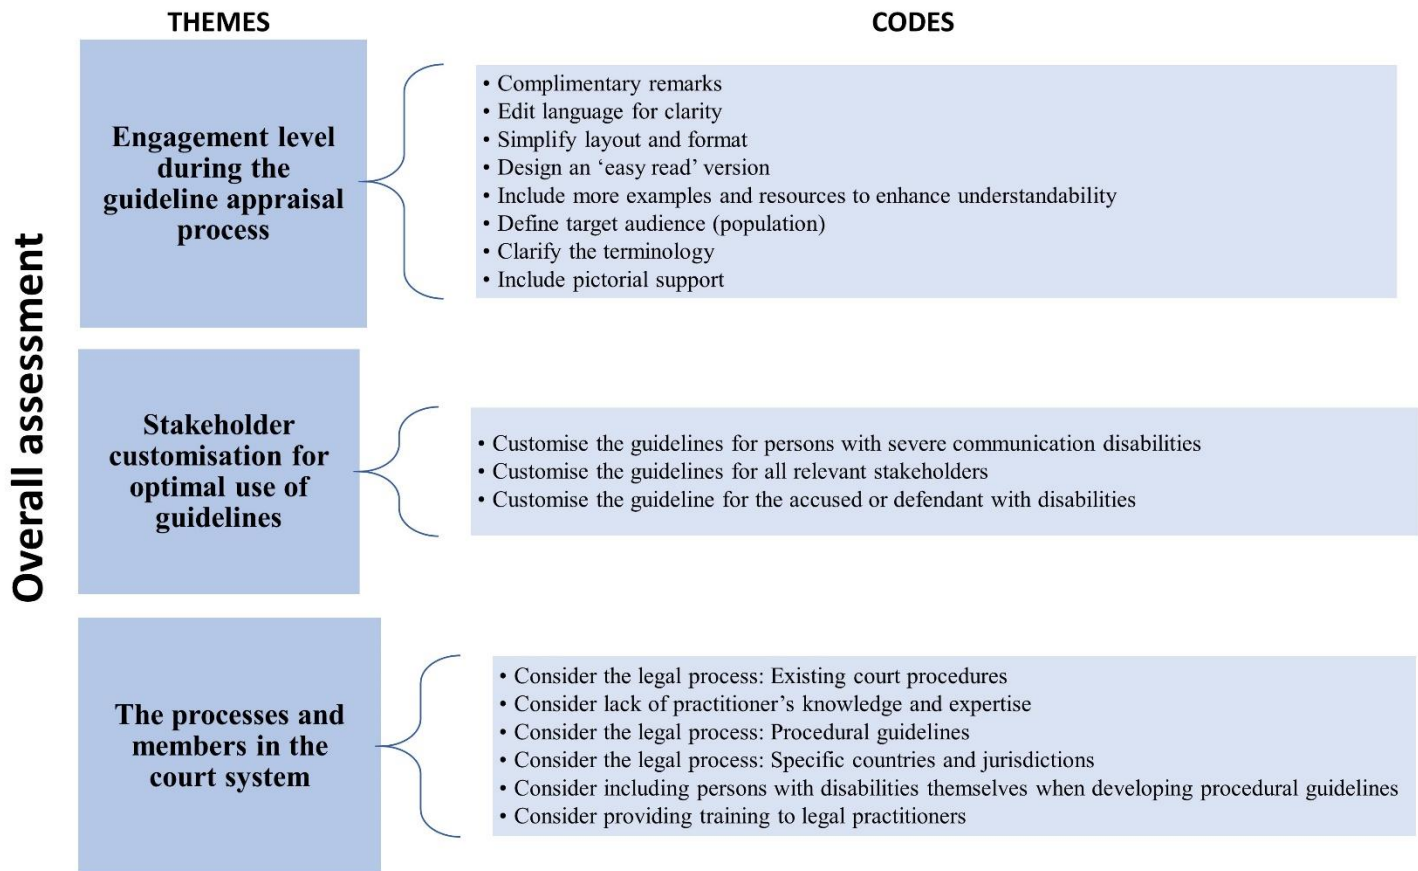 THEMES
CODES
Overall assessment
Engagement level
during the
guideline appraisal
process
• Complimentary remarks
• Edit language for clarity
• Simplify layout and format
• Design an ‘easy read’ version
• Include more examples and resources to enhance understandability
• Define target audience (population)
• Clarify the terminology
• Include pictorial support
Stakeholder
customisation for
optimal use of
guidelines
• Customise the guidelines for persons with severe communication disabilities
• Customise the guidelines for all relevant stakeholders
• Customise the guideline for the accused or defendant with disabilities
The processes and
members in the
court system
• Consider the legal process: Existing court procedures
• Consider lack of practitioner’s knowledge and expertise
• Consider the legal process: Procedural guidelines
• Consider the legal process: Specific countries and jurisdictions
• Consider including persons with disabilities themselves when developing procedural guidelines
• Consider providing training to legal practitioners